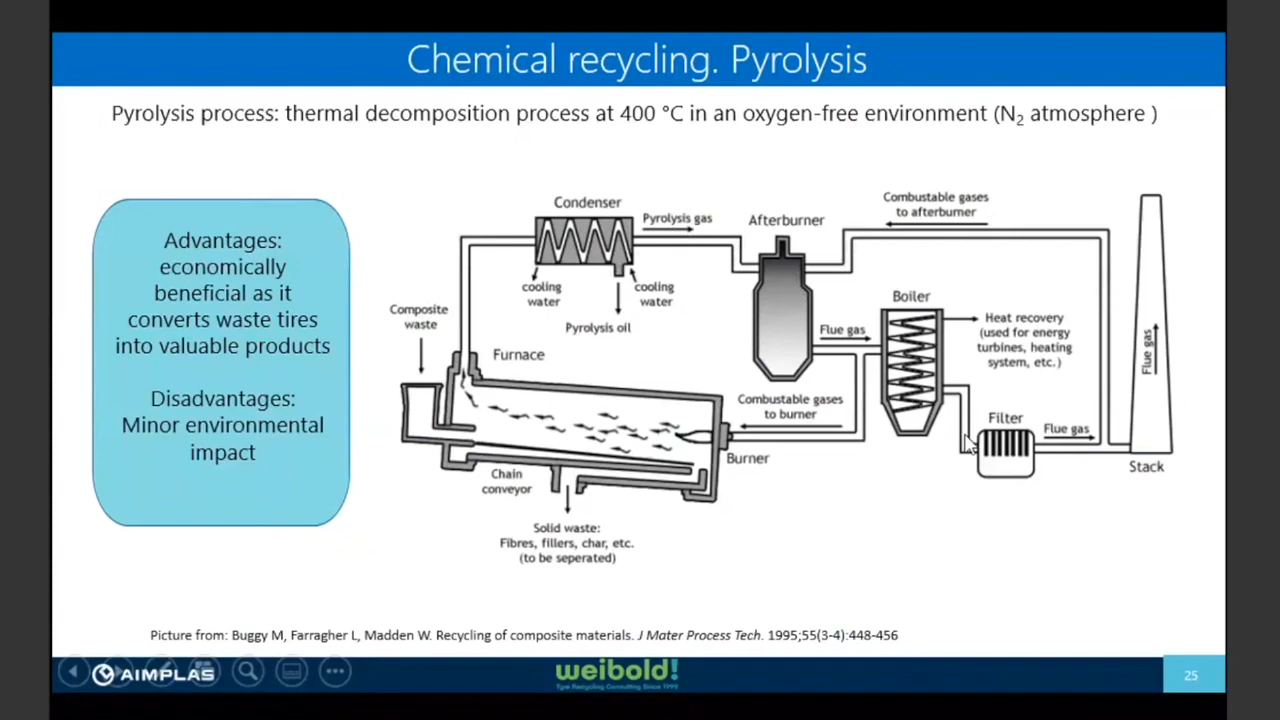 Chemical recycling. Pyrolysis
Pyrolysis process: thermal decomposition process at 400 °C in an oxygen-free environment (N₂ atmosphere )
Advantages:
economically
beneficial as it
converts waste tires
into valuable products
Disadvantages:
Minor environmental
impact
Condenser
Pyrolysis gas
Afterburner
Combustable gases
to afterburner
cooling
water
cooling
water
Pyrolysis oil
Composite
waste
Furnace
Flue gas
Boiler
Heat recovery
(used for energy
turbines, heating
system, etc.)
Flue gas
Combustable gases
to burner
Filter
Flue gas
Burner
Stack
Chain
conveyor
Solid waste:
Fibres, fillers, char, etc.
(to be seperated)
Picture from: Buggy M, Farragher L, Madden W. Recycling of composite materials. J Mater Process Tech. 1995;55(3-4):448-456
AIMPLAS
weibold!
Tyre Recycling Consulting Since 1999
25